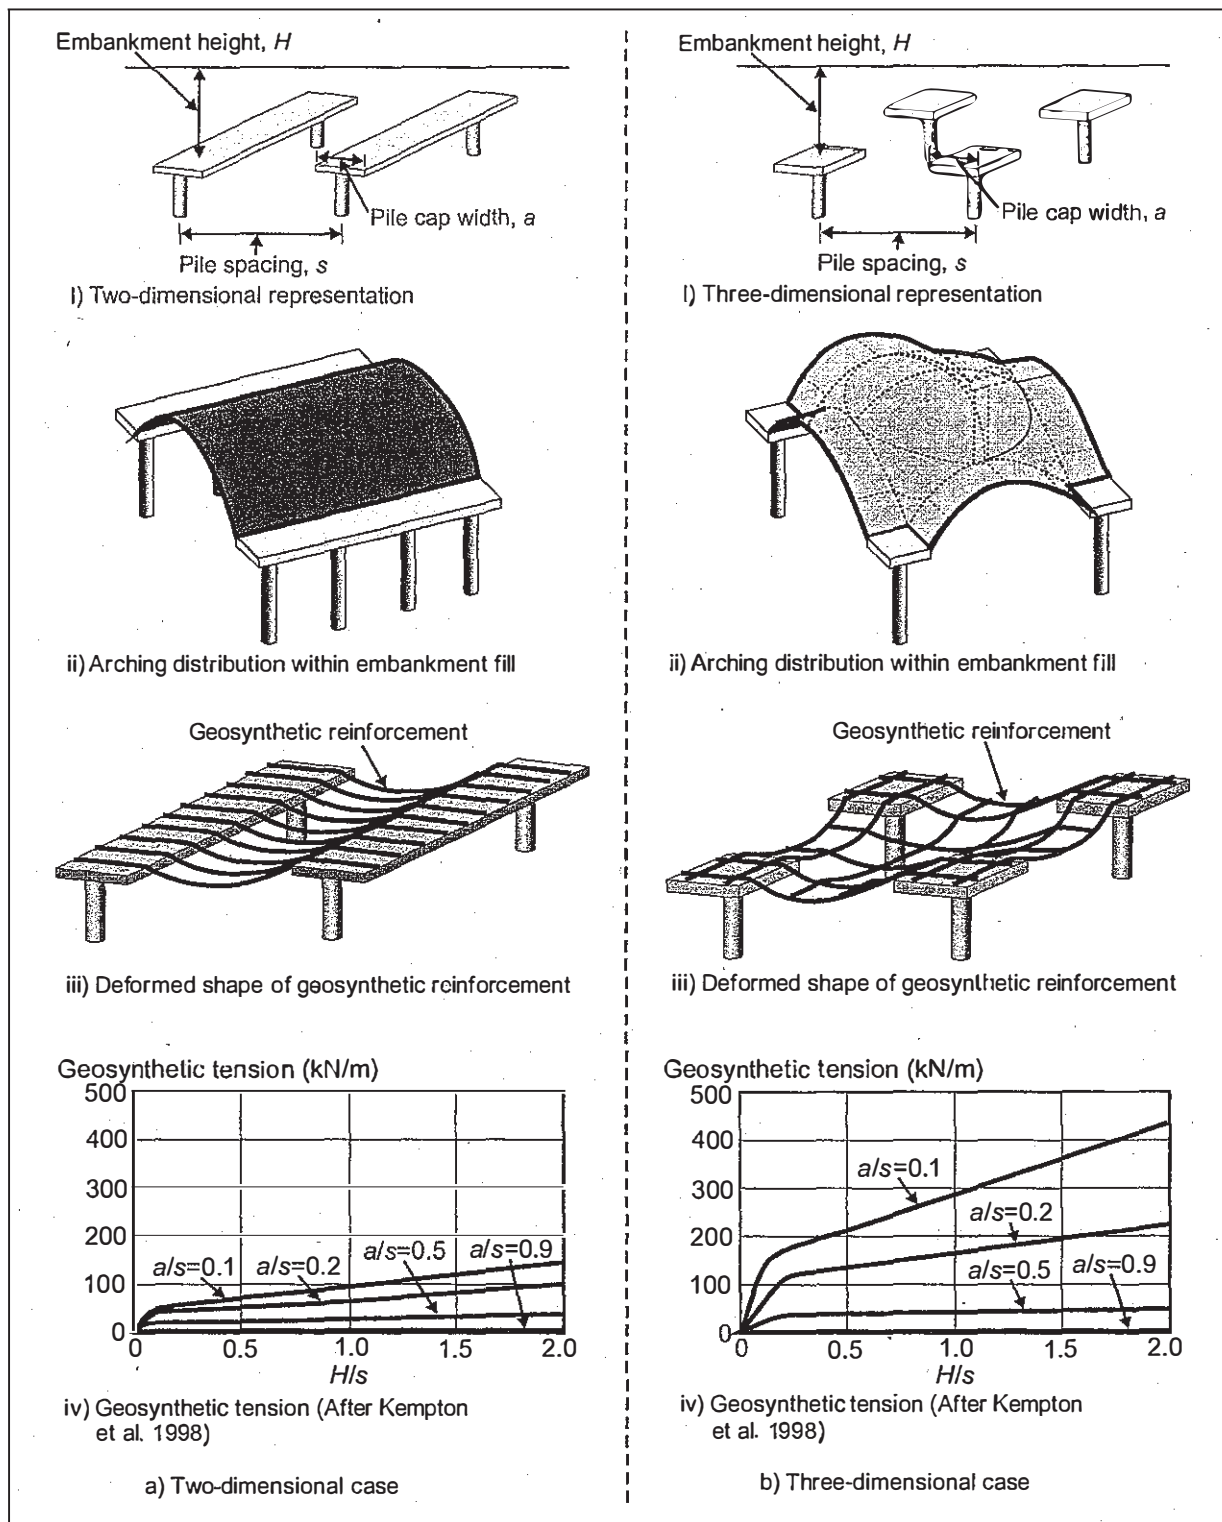 Embankment height, H
Pile cap width, a
Pile spacing, s
I) Two-dimensional representation
ii) Arching distribution within embankment fill
Geosynthetic reinforcement
iii) Deformed shape of geosynthetic reinforcement
Geosynthetic tension (kN/m)
500
400
300
200
100
0
a/s=0.1
a/s=0.2
a/s=0.5
a/s=0.9
0 0.5 1.0 1.5 2.0
H/s
iv) Geosynthetic tension (After Kempton
et al. 1998)
a) Two-dimensional case
Embankment height, H
Pile cap width, a
Pile spacing, s
I) Three-dimensional representation
ii) Arching distribution within embankment fill
Geosynthetic reinforcement
iii) Deformed shape of geosynthetic reinforcement
Geosynthetic tension (kN/m)
500
400
300
200
100
0
a/s=0.1
a/s=0.2
a/s=0.5
a/s=0.9
0 0.5 1.0 1.5 2.0
H/s
iv) Geosynthetic tension (After Kempton
et al. 1998)
b) Three-dimensional case